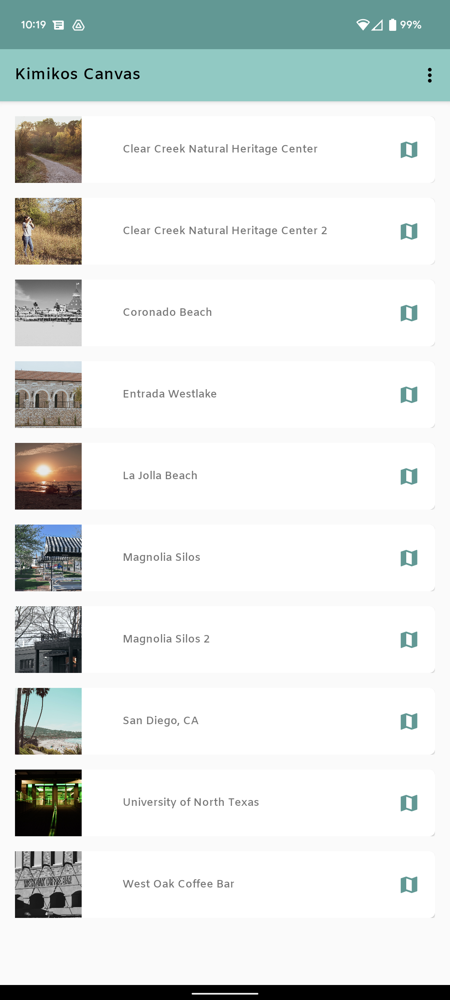 10:19
99%
Kimikos Canvas
Clear Creek Natural Heritage Center
Clear Creek Natural Heritage Center 2
Coronado Beach
Entrada Westlake
La Jolla Beach
Magnolia Silos
Magnolia Silos 2
San Diego, CA
University of North Texas
WEST OAK COFFEE BAR
West Oak Coffee Bar